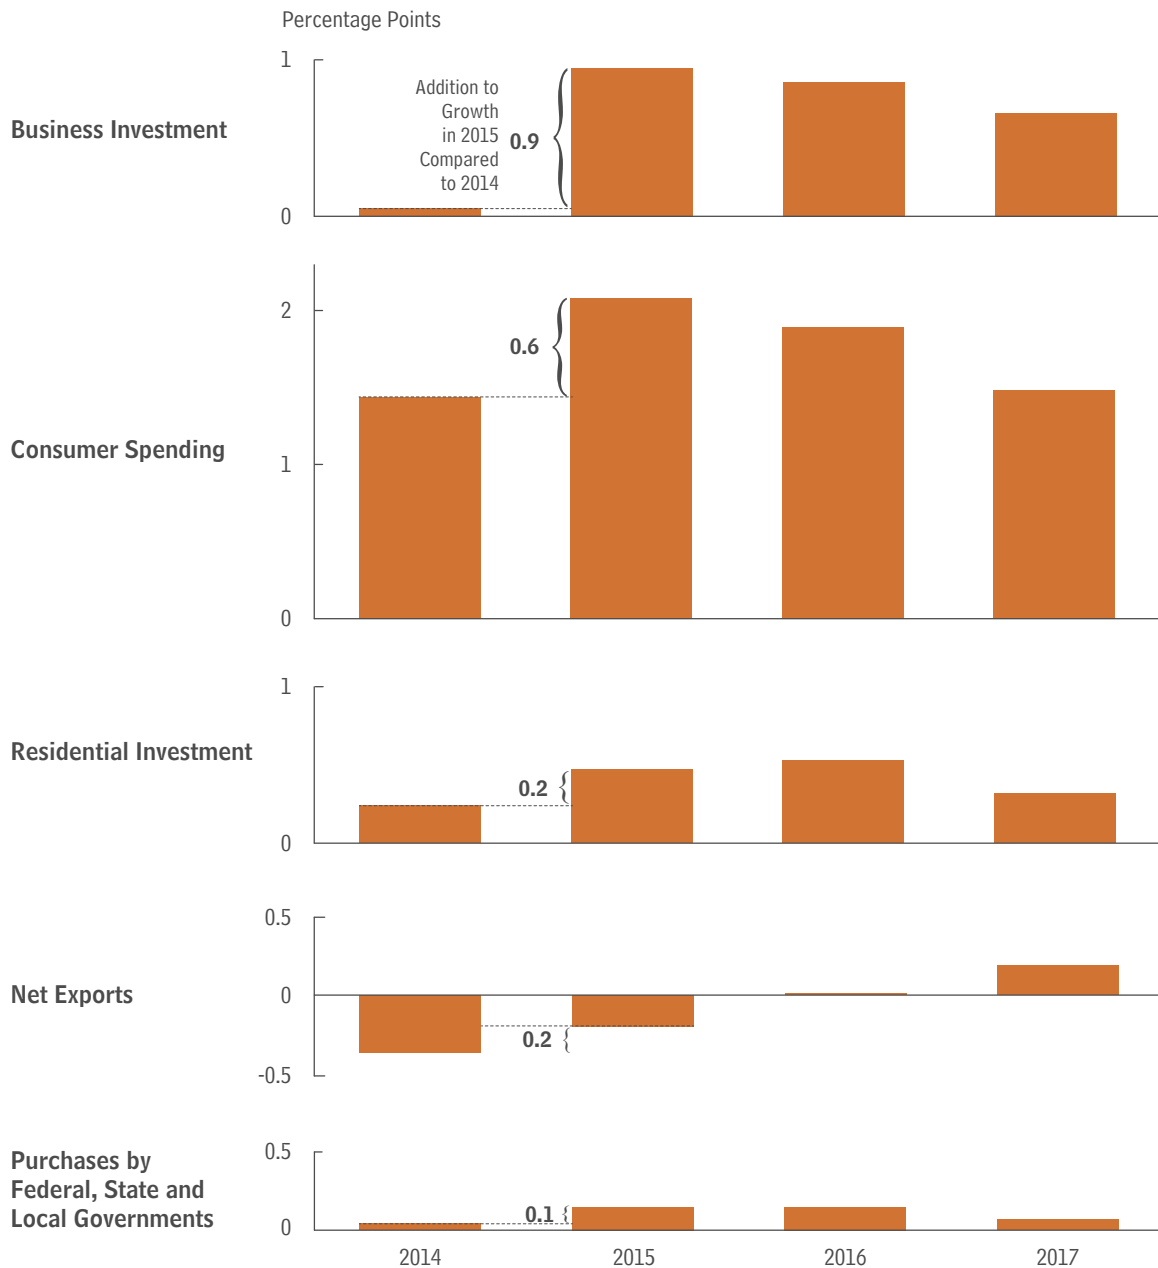 Percentage Points
1
Addition to
Growth
in 2015
Compared
to 2014
0.9
Business Investment
0
2
0.6
Consumer Spending
1
0
1
Residential Investment
0.2
0
0.5
Net Exports
0
0.2
-0.5
0.5
Purchases by
Federal, State and
Local Governments
0.1
0
2014
2015
2016
2017